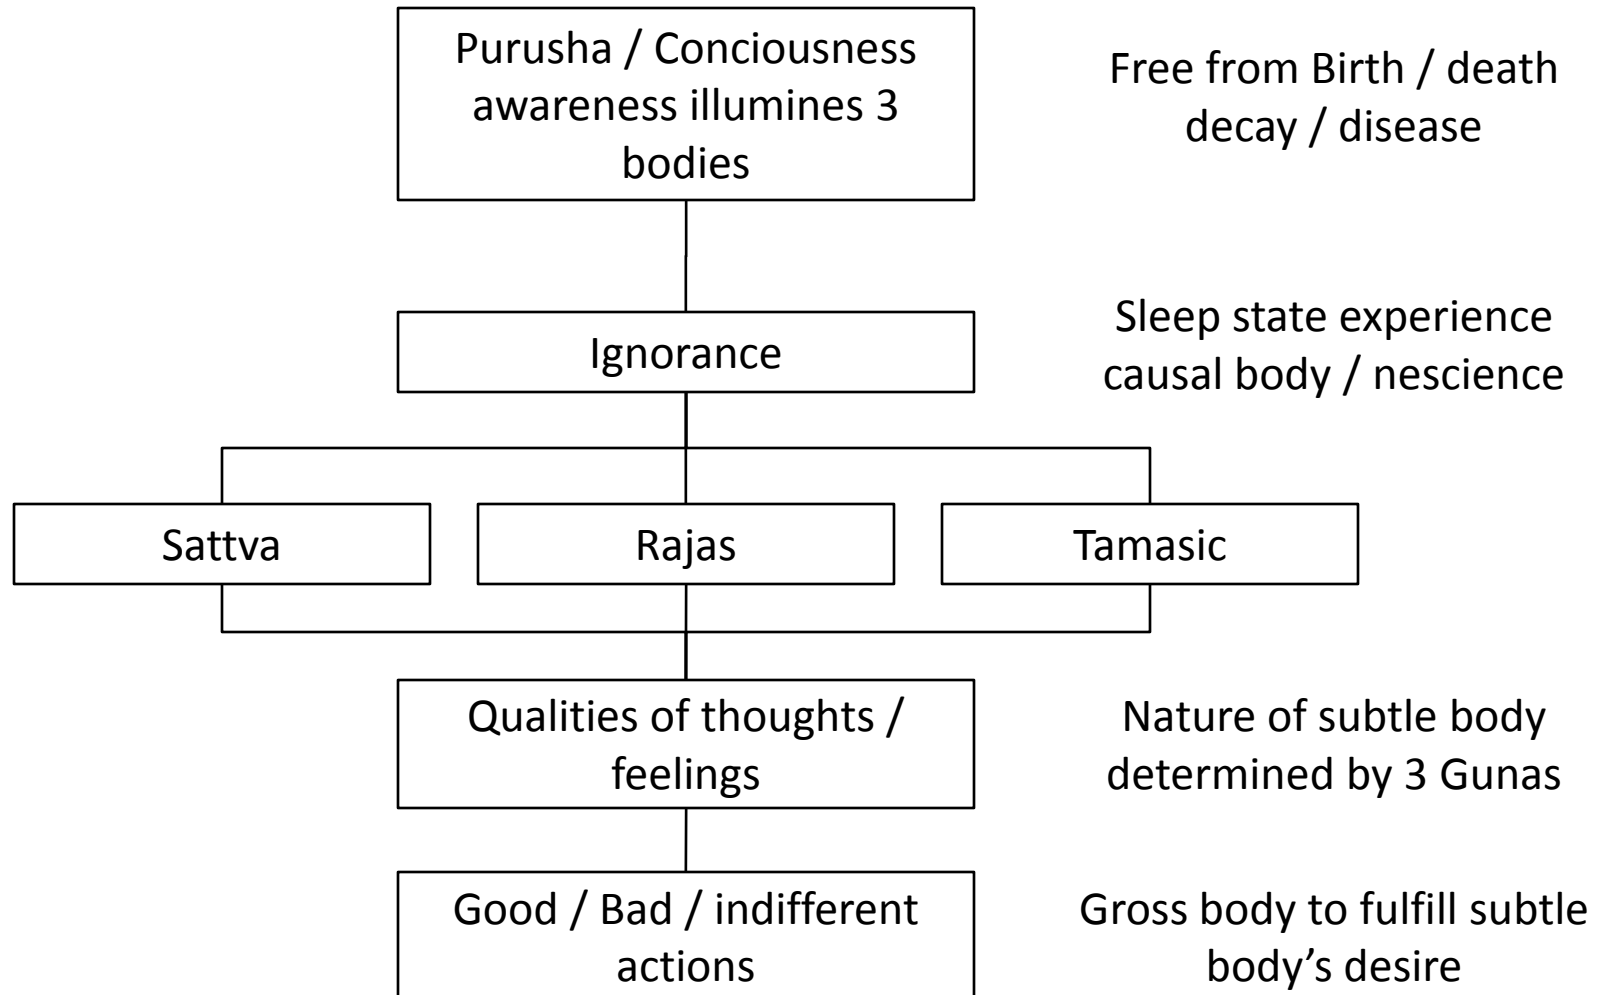 Purusha / Conciousness
awareness illumines 3
bodies
Free from Birth / death
decay / disease
Ignorance
Sleep state experience
causal body / nescience
Sattva
Rajas
Tamasic
Qualities of thoughts /
feelings
Nature of subtle body
determined by 3 Gunas
Good / Bad / indifferent
actions
Gross body to fulfill subtle
body’s desire